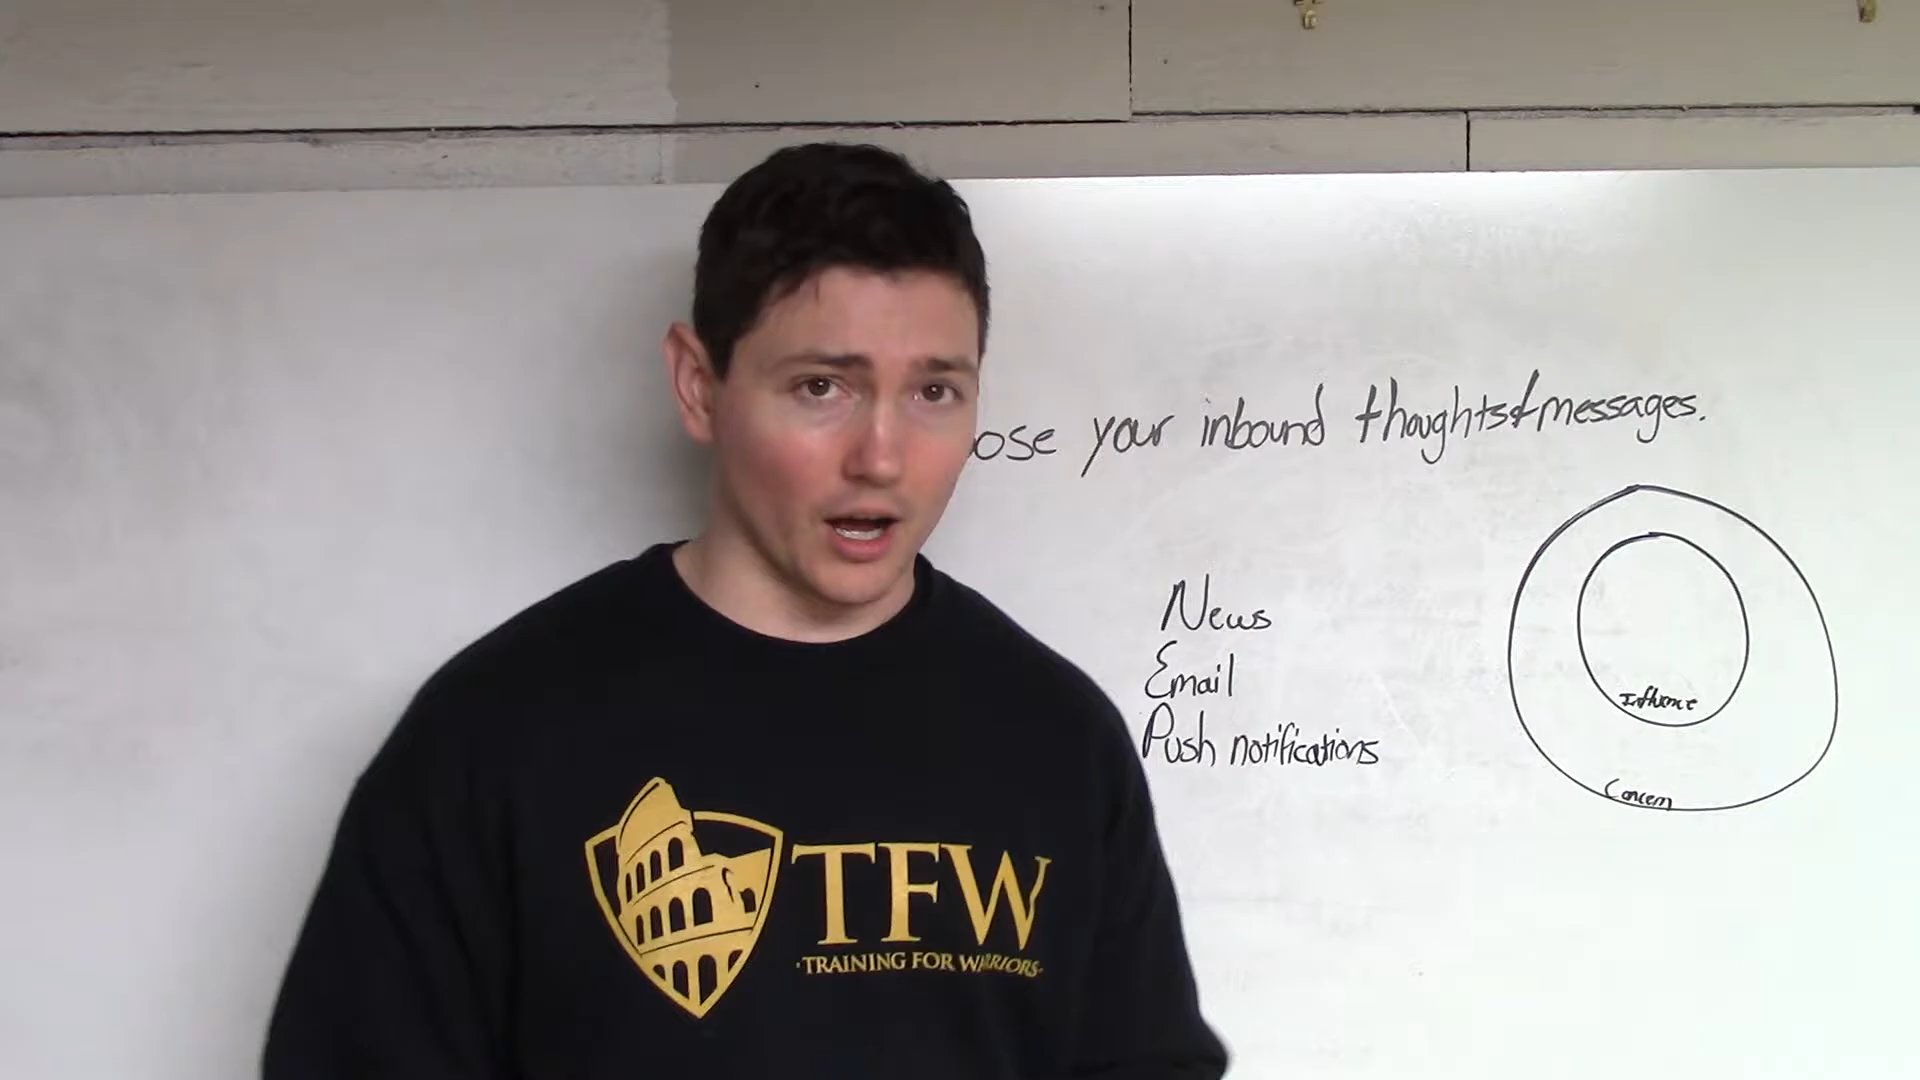 ose your inbound thoughts & messages.
News
Email
Push notifications
Influence
Concern
TFW
·TRAINING FOR WARRIORS·